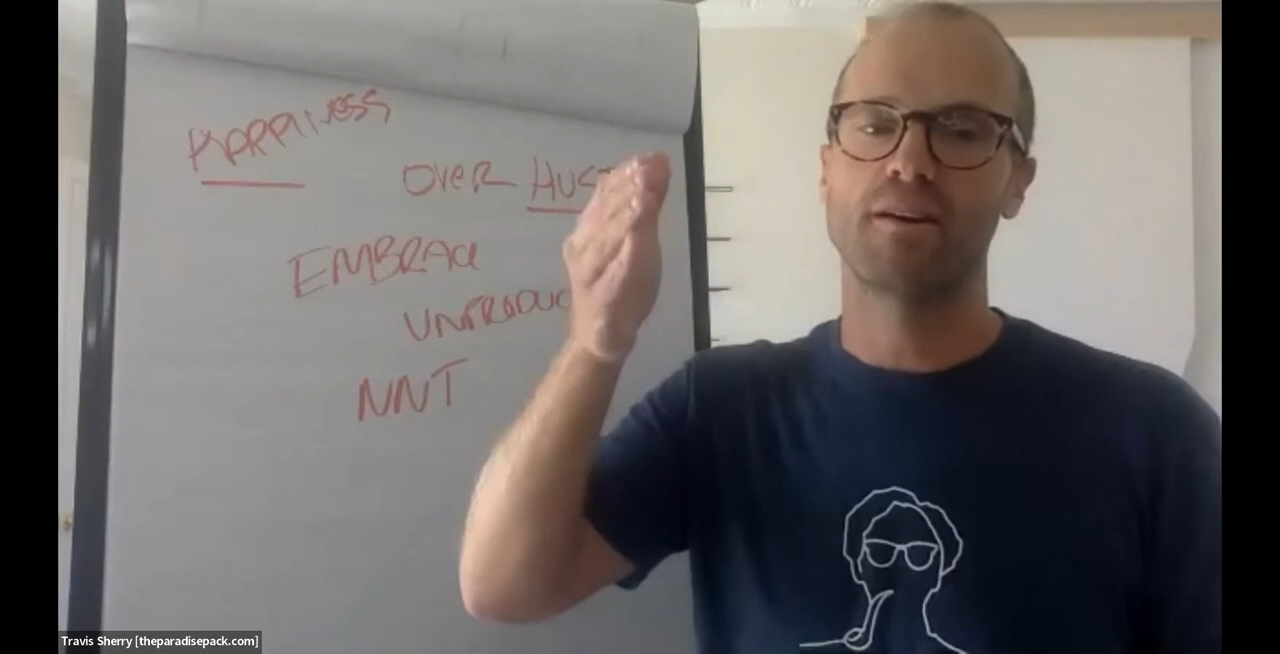 HAPPINESS
OVER HUST
EMBRACE
UNPRODUC
NNT
Travis Sherry [theparadisepack.com]